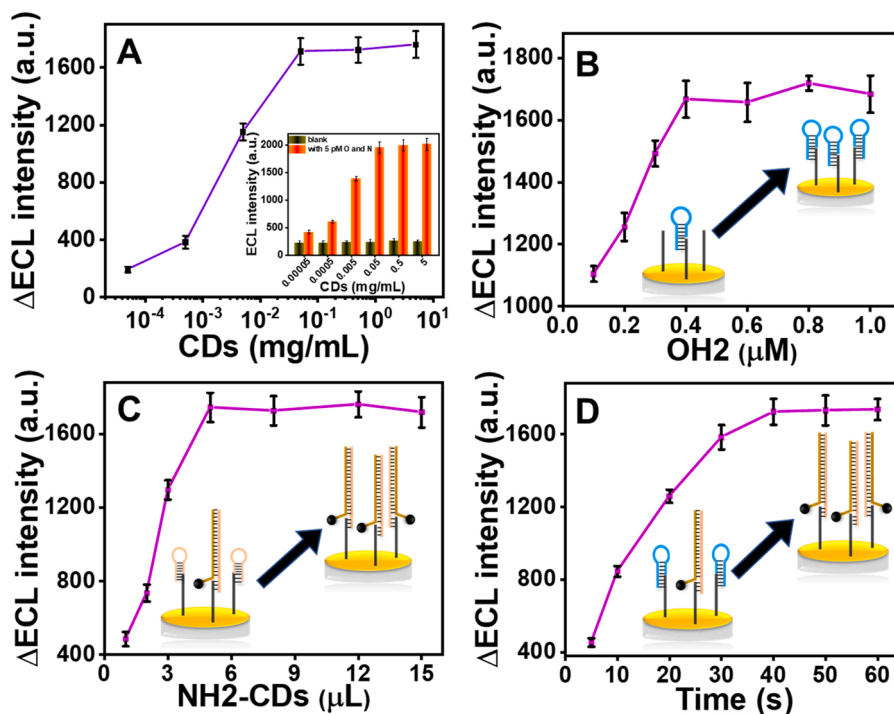 A
ΔECL intensity (a.u.)
1600
1200
800
400
0
10⁻⁴ 10⁻³ 10⁻² 10⁻¹ 10⁰ 10¹
CDs (mg/mL)
blank
with 5 pM O and N
ECL intensity (a.u.)
2000
1500
1000
500
0
0.00005 0.0005 0.005 0.05 0.5 5
CDs (mg/mL)
B
ΔECL intensity (a.u.)
1800
1600
1400
1200
1000
0.0 0.2 0.4 0.6 0.8 1.0
OH2 (μM)
C
ΔECL intensity (a.u.)
1600
1200
800
400
0 3 6 9 12 15
NH2-CDs (μL)
D
ΔECL intensity (a.u.)
1600
1200
800
400
0 10 20 30 40 50 60
Time (s)